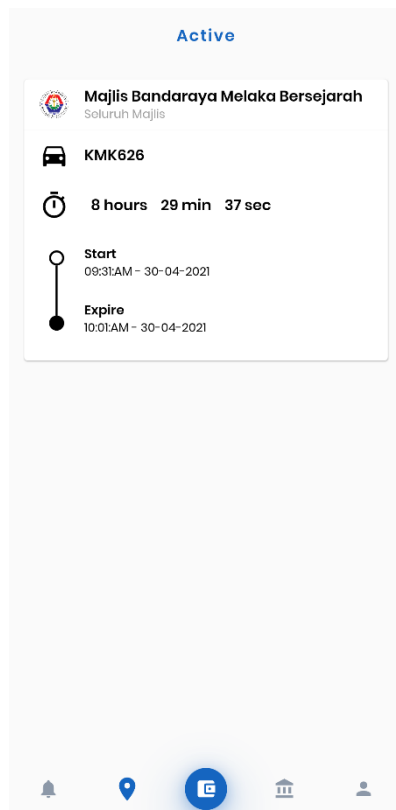 Active
Majlis Bandaraya Melaka Bersejarah
Seluruh Majlis
KMK626
8 hours 29 min 37 sec
Start
09:31:AM - 30-04-2021
Expire
10:01:AM - 30-04-2021